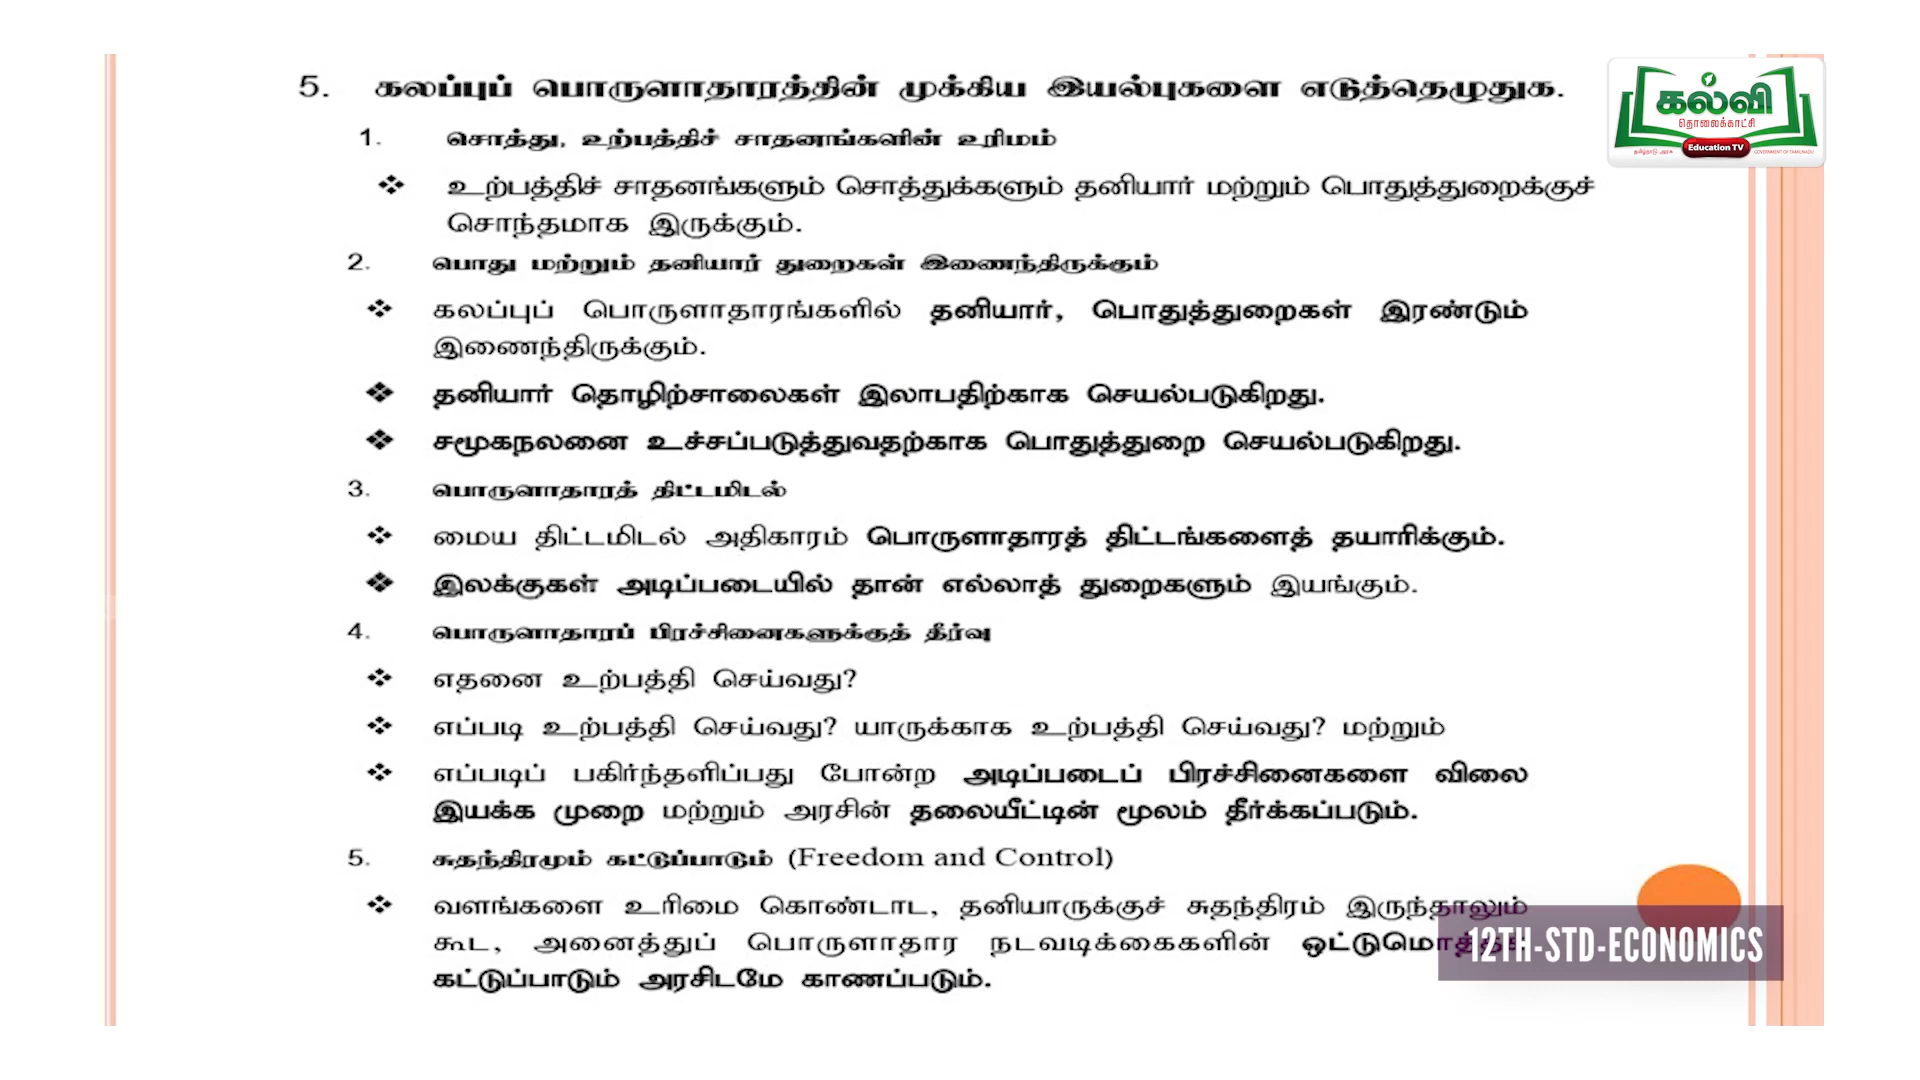 5. கலப்புப் பொருளாதாரத்தின் முக்கிய இயல்புகளை எடுத்தெழுதுக.
கல்வி
தொலைக்காட்சி
தமிழ்நாடு அரசு Education TV GOVERNMENT OF TAMILNADU
1. சொத்து, உற்பத்திச் சாதனங்களின் உரிமம்
❖ உற்பத்திச் சாதனங்களும் சொத்துக்களும் தனியார் மற்றும் பொதுத்துறைக்குச்
சொந்தமாக இருக்கும்.
2. பொது மற்றும் தனியார் துறைகள் இணைந்திருக்கும்
❖ கலப்புப் பொருளாதாரங்களில் தனியார், பொதுத்துறைகள் இரண்டும்
இணைந்திருக்கும்.
❖ தனியார் தொழிற்சாலைகள் இலாபதிற்காக செயல்படுகிறது.
❖ சமூகநலனை உச்சப்படுத்துவதற்காக பொதுத்துறை செயல்படுகிறது.
3. பொருளாதாரத் திட்டமிடல்
❖ மைய திட்டமிடல் அதிகாரம் பொருளாதாரத் திட்டங்களைத் தயாரிக்கும்.
❖ இலக்குகள் அடிப்படையில் தான் எல்லாத் துறைகளும் இயங்கும்.
4. பொருளாதாரப் பிரச்சினைகளுக்குத் தீர்வு
❖ எதனை உற்பத்தி செய்வது?
❖ எப்படி உற்பத்தி செய்வது? யாருக்காக உற்பத்தி செய்வது? மற்றும்
❖ எப்படிப் பகிர்ந்தளிப்பது போன்ற அடிப்படைப் பிரச்சினைகளை விலை
இயக்க முறை மற்றும் அரசின் தலையீட்டின் மூலம் தீர்க்கப்படும்.
5. சுதந்திரமும் கட்டுப்பாடும் (Freedom and Control)
❖ வளங்களை உரிமை கொண்டாட, தனியாருக்குச் சுதந்திரம் இருந்தாலும்
கூட, அனைத்துப் பொருளாதார நடவடிக்கைகளின்
கட்டுப்பாடும் அரசிடமே காணப்படும்.
12TH-STD-ECONOMICS